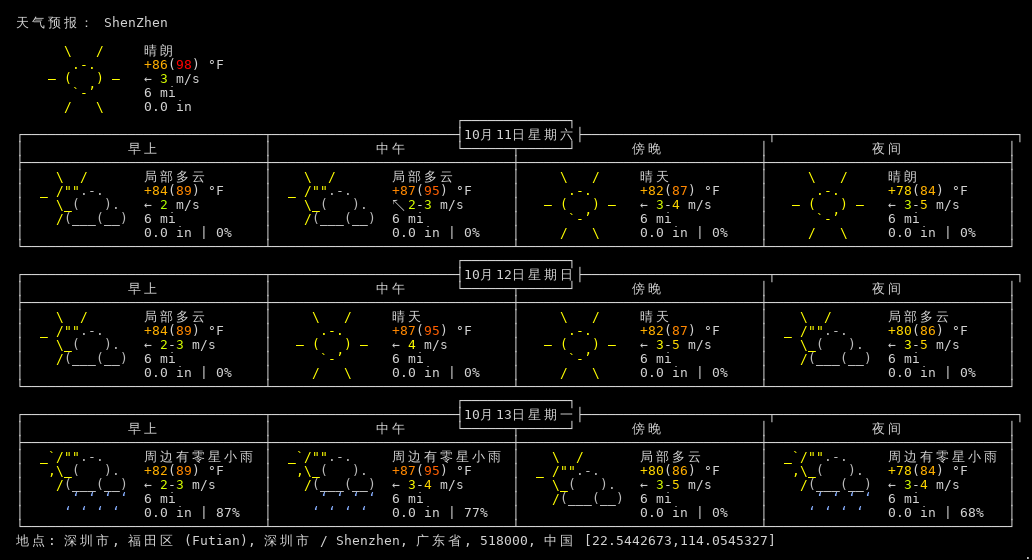 天气预报： ShenZhen
晴朗
+86(98) °F
← 3 m/s
6 mi
0.0 in
10月11日星期六
早上 中午 傍晚 夜间
局部多云 局部多云 晴天 晴朗
+84(89) °F +87(95) °F +82(87) °F +78(84) °F
← 2 m/s ↖ 2-3 m/s ← 3-4 m/s ← 3-5 m/s
6 mi 6 mi 6 mi 6 mi
0.0 in | 0% 0.0 in | 0% 0.0 in | 0% 0.0 in | 0%
10月12日星期日
早上 中午 傍晚 夜间
局部多云 晴天 晴天 局部多云
+84(89) °F +87(95) °F +82(87) °F +80(86) °F
← 2-3 m/s ← 4 m/s ← 3-5 m/s ← 3-5 m/s
6 mi 6 mi 6 mi 6 mi
0.0 in | 0% 0.0 in | 0% 0.0 in | 0% 0.0 in | 0%
10月13日星期一
早上 中午 傍晚 夜间
周边有零星小雨 周边有零星小雨 局部多云 周边有零星小雨
+82(89) °F +87(95) °F +80(86) °F +78(84) °F
← 2-3 m/s ← 3-4 m/s ← 3-5 m/s ← 3-4 m/s
6 mi 6 mi 6 mi 6 mi
0.0 in | 87% 0.0 in | 77% 0.0 in | 0% 0.0 in | 68%
地点: 深圳市, 福田区 (Futian), 深圳市 / Shenzhen, 广东省, 518000, 中国 [22.5442673,114.0545327]